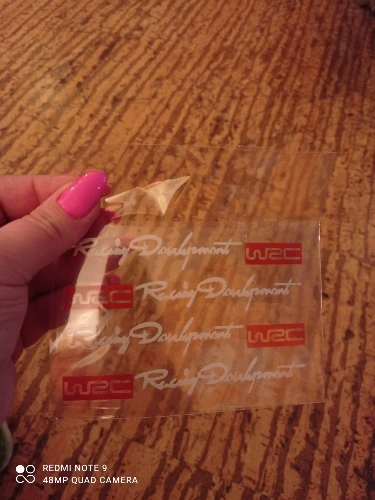 Racing Development WRC
WRC Racing Development
Racing Development WRC
WRC Racing Development
REDMI NOTE 9
48MP QUAD CAMERA